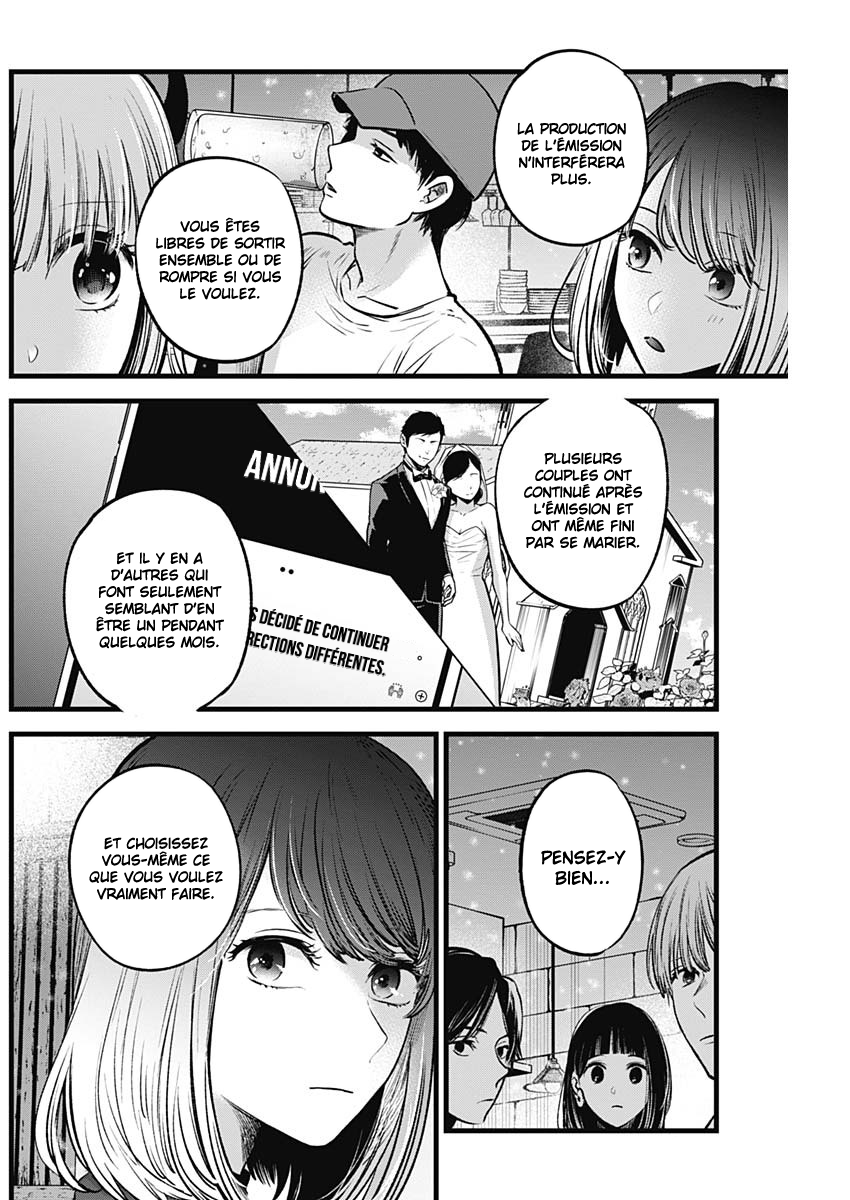 LA PRODUCTION
DE L'ÉMISSION
N'INTERFÉRERA
PLUS.
VOUS ÊTES
LIBRES DE SORTIR
ENSEMBLE OU DE
ROMPRE SI VOUS
LE VOULEZ.
PLUSIEURS
COUPLES ONT
CONTINUÉ APRÈS
L'ÉMISSION ET
ONT MÊME FINI
PAR SE MARIER.
ET IL Y EN A
D'AUTRES QUI
FONT SEULEMENT
SEMBLANT D'EN
ÊTRE UN PENDANT
QUELQUES MOIS.
DÉCIDÉ DE CONTINUER
DIFFÉRENTES.
PENSEZ-Y
BIEN...
ET CHOISISSEZ
VOUS-MÊME CE
QUE VOUS VOULEZ
VRAIMENT FAIRE.